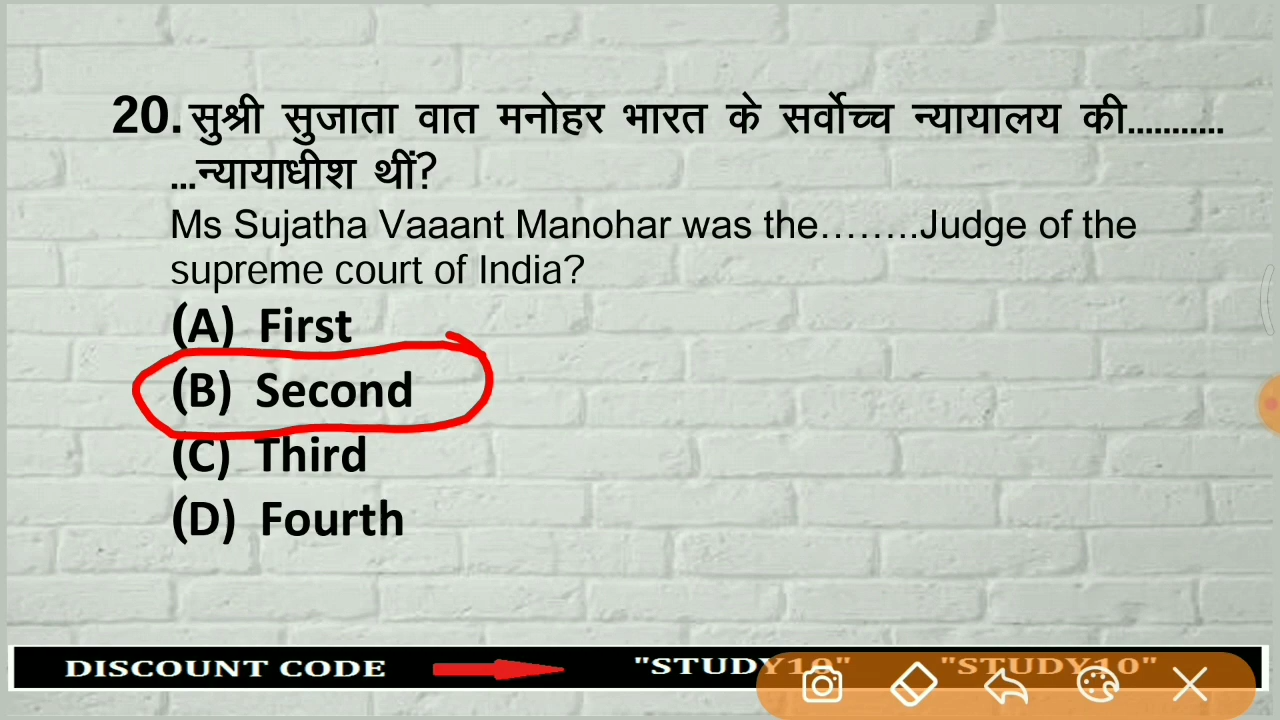 20. सुश्री सुजाता वात मनोहर भारत के सर्वोच्च न्यायालय की...........
...न्यायाधीश थीं?
Ms Sujatha Vaaant Manohar was the........Judge of the
supreme court of India?
(A) First
(B) Second
(C) Third
(D) Fourth
DISCOUNT CODE "STUDY10" "STUDY10"